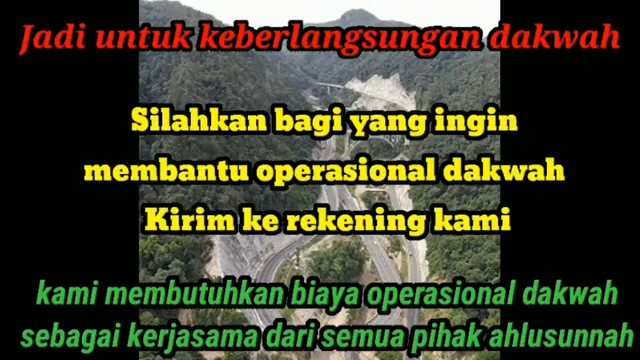 Jadi untuk keberlangsungan dakwah
Silahkan bagi yang ingin
membantu operasional dakwah
Kirim ke rekening kami
kami membutuhkan biaya operasional dakwah
sebagai kerjasama dari semua pihak ahlusunnah